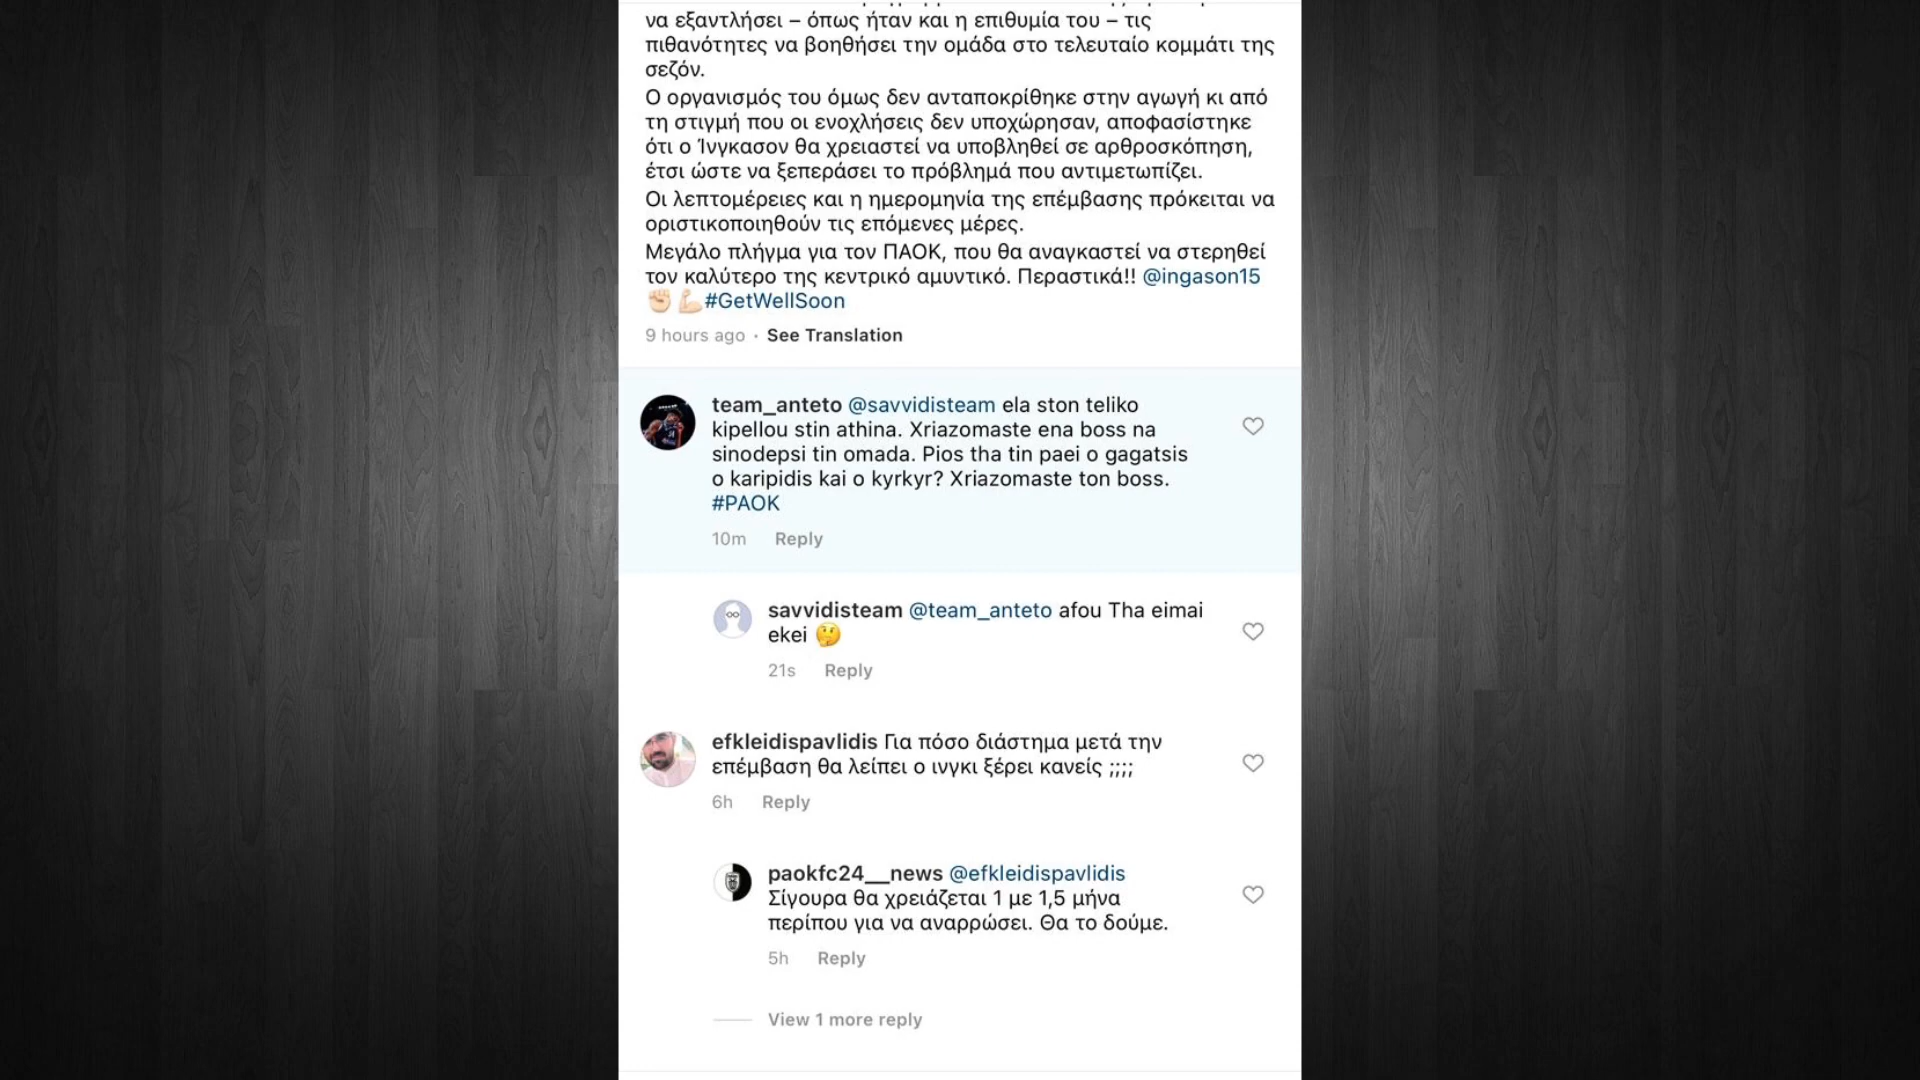 να εξαντλήσει – όπως ήταν και η επιθυμία του – τις
πιθανότητες να βοηθήσει την ομάδα στο τελευταίο κομμάτι της
σεζόν.
Ο οργανισμός του όμως δεν ανταποκρίθηκε στην αγωγή κι από
τη στιγμή που οι ενοχλήσεις δεν υποχώρησαν, αποφασίστηκε
ότι ο Ίνγκασον θα χρειαστεί να υποβληθεί σε αρθροσκόπηση,
έτσι ώστε να ξεπεράσει το πρόβλημά που αντιμετωπίζει.
Οι λεπτομέρειες και η ημερομηνία της επέμβασης πρόκειται να
οριστικοποιηθούν τις επόμενες μέρες.
Μεγάλο πλήγμα για τον ΠΑΟΚ, που θα αναγκαστεί να στερηθεί
τον καλύτερο της κεντρικό αμυντικό. Περαστικά!! @ingason15
✊🏻💪🏻#GetWellSoon
9 hours ago · See Translation
team_anteto @savvidisteam ela ston teliko
kipellou stin athina. Xriazomaste ena boss na
sinodepsi tin omada. Pios tha tin paei o gagatsis
o karipidis kai o kyrkyr? Xriazomaste ton boss.
#PAOK
10m Reply
savvidisteam @team_anteto afou Tha eimai
ekei 🤔
21s Reply
efkleidispavlidis Για πόσο διάστημα μετά την
επέμβαση θα λείπει ο ινγκι ξέρει κανείς ;;;;
6h Reply
paokfc24__news @efkleidispavlidis
Σίγουρα θα χρειάζεται 1 με 1,5 μήνα
περίπου για να αναρρώσει. Θα το δούμε.
5h Reply
View 1 more reply